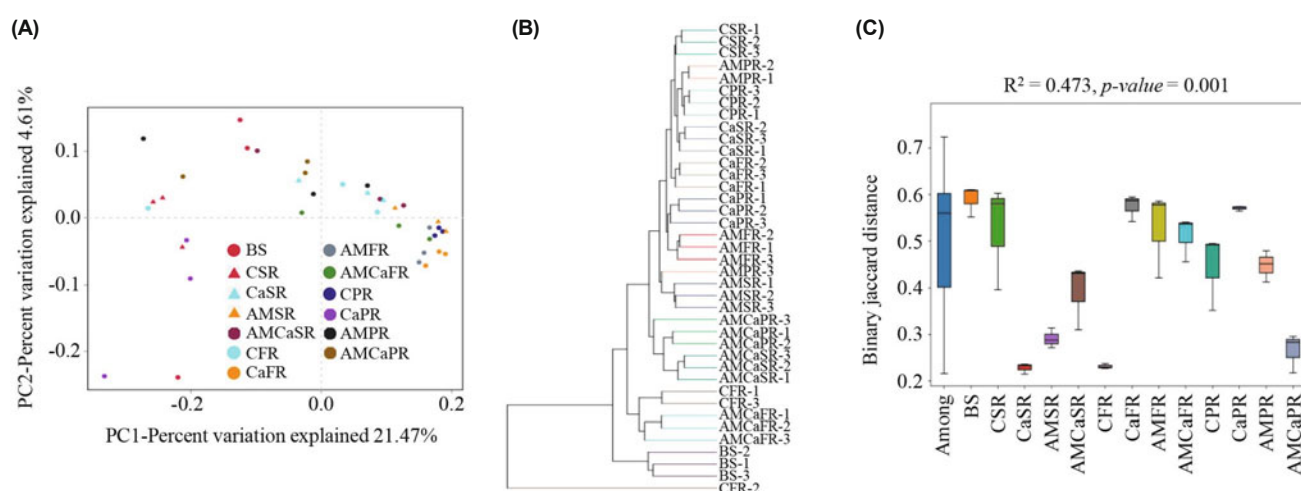 (A)
PC2-Percent variation explained 4.61%
0.1
0.0
-0.1
-0.2
-0.2
0.0
0.2
PC1-Percent variation explained 21.47%
BS
CSR
CaSR
AMSR
AMCaSR
CFR
CaFR
AMFR
AMCaFR
CPR
CaPR
AMPR
AMCaPR
(B)
CSR-1
CSR-2
CSR-3
AMPR-2
AMPR-1
CPR-3
CPR-2
CPR-1
CaSR-2
CaSR-3
CaSR-1
CaFR-2
CaFR-3
CaFR-1
CaPR-1
CaPR-2
CaPR-3
AMFR-2
AMFR-1
AMFR-3
AMPR-3
AMSR-1
AMSR-2
AMSR-3
AMCaPR-3
AMCaPR-1
AMCaPR-2
AMCaSR-3
AMCaSR-2
AMCaSR-1
CFR-1
CFR-3
AMCaFR-1
AMCaFR-2
AMCaFR-3
BS-2
BS-1
BS-3
CFR-2
(C)
R² = 0.473, p-value = 0.001
Binary jaccard distance
0.7
0.6
0.5
0.4
0.3
0.2
Among
BS
CSR
CaSR
AMSR
AMCaSR
CFR
CaFR
AMFR
AMCaFR
CPR
CaPR
AMPR
AMCaPR